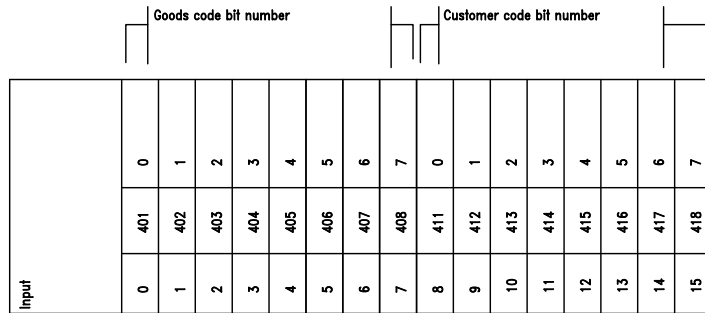 Goods code bit number Customer code bit number
0 1 2 3 4 5 6 7 0 1 2 3 4 5 6 7
401 402 403 404 405 406 407 408 411 412 413 414 415 416 417 418
Input 0 1 2 3 4 5 6 7 8 9 10 11 12 13 14 15